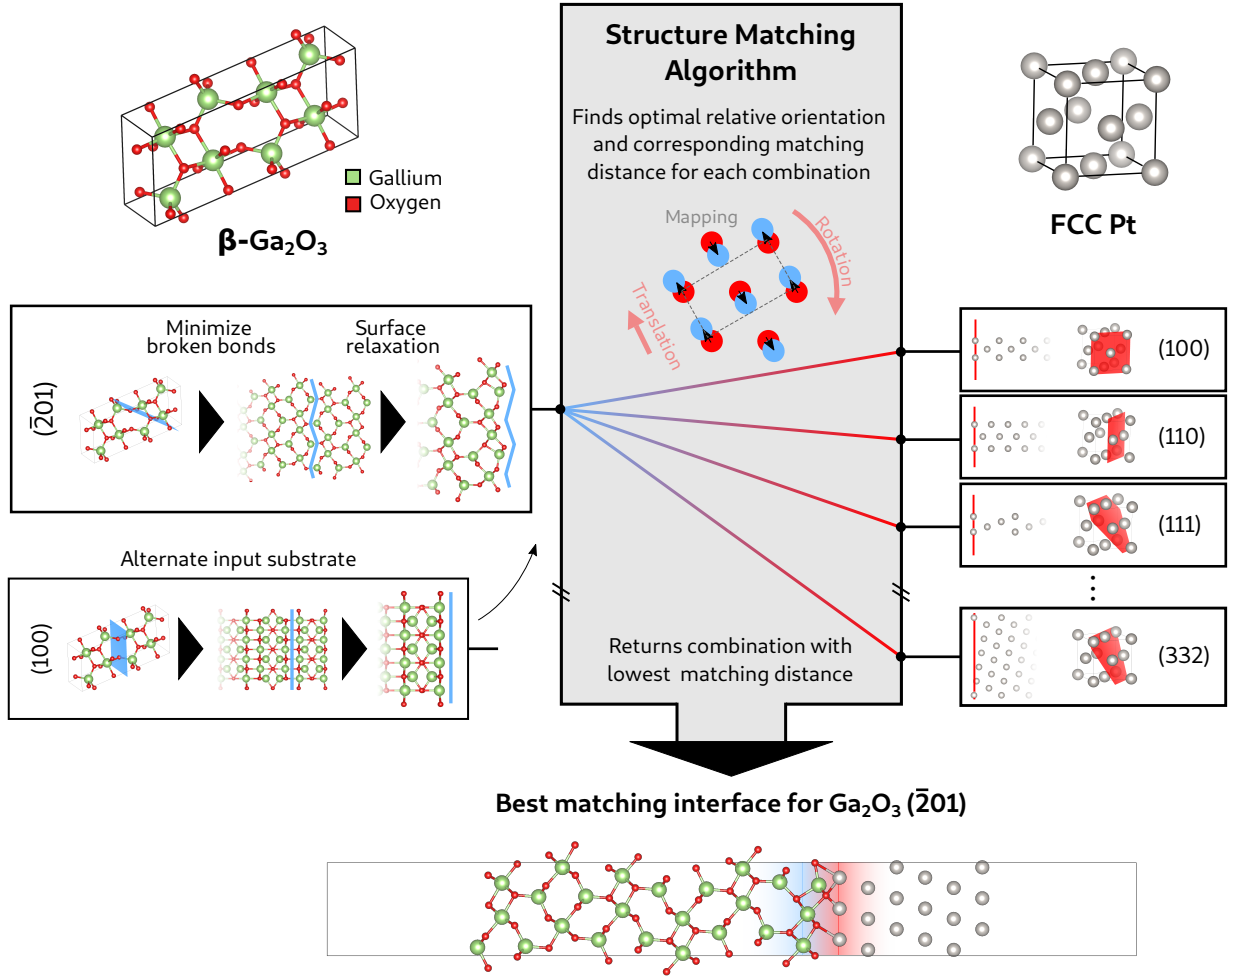 Structure Matching
Algorithm
Finds optimal relative orientation
and corresponding matching
distance for each combination
Mapping
Rotation
Translation
Gallium
Oxygen
β-Ga₂O₃
FCC Pt
Minimize
broken bonds
Surface
relaxation
(2̅01)
Alternate input substrate
(100)
(100)
(110)
(111)
⋮
(332)
Returns combination with
lowest matching distance
Best matching interface for Ga₂O₃ (2̅01)